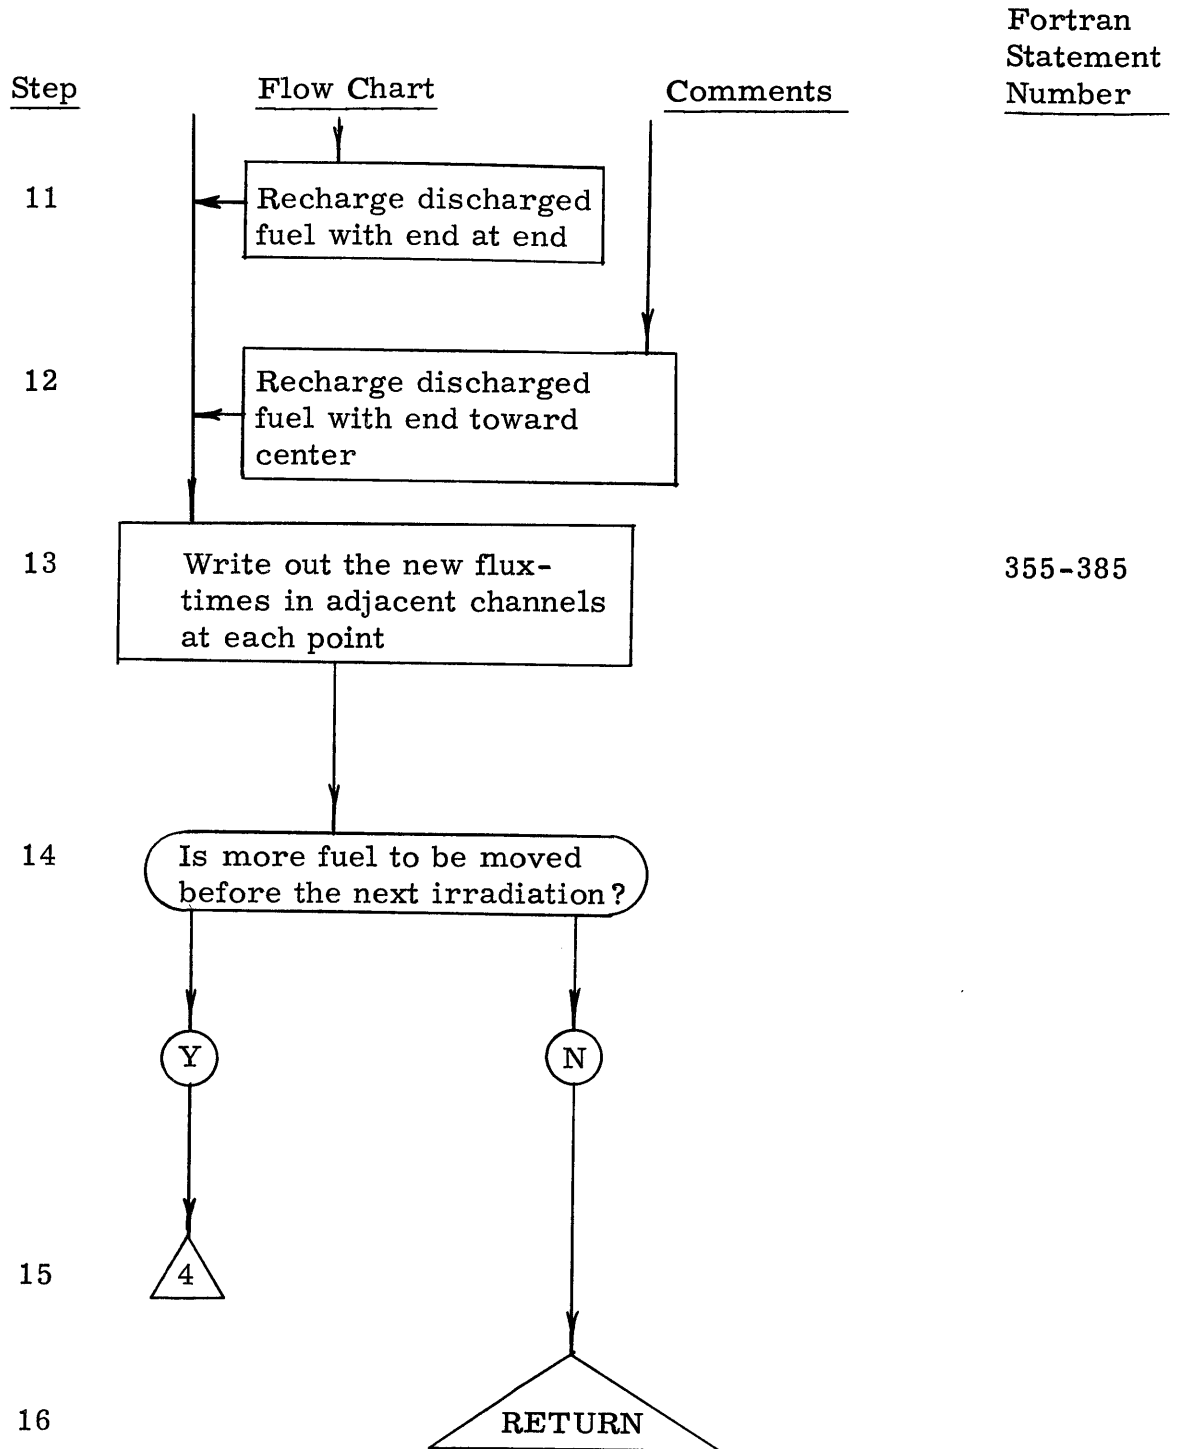 Fortran
Statement
Number
Step
Flow Chart
Comments
11
Recharge discharged
fuel with end at end
12
Recharge discharged
fuel with end toward
center
13
Write out the new flux-
times in adjacent channels
at each point
355-385
14
Is more fuel to be moved
before the next irradiation?
Y
N
15
4
16
RETURN